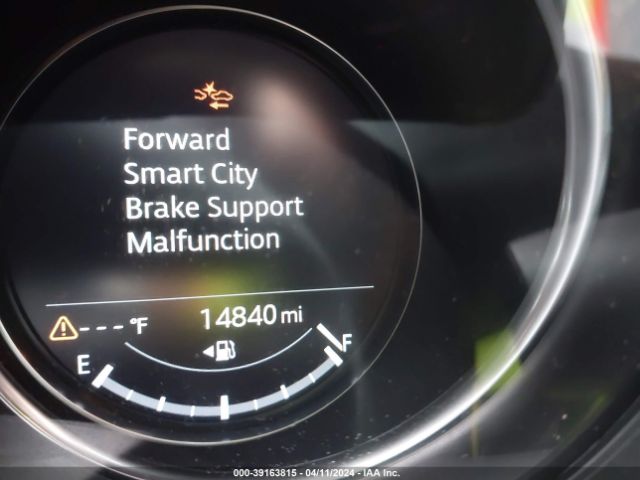 Forward
Smart City
Brake Support
Malfunction
---°F
14840 mi
E
F
000-39163815 - 04/11/2024 - IAA Inc.